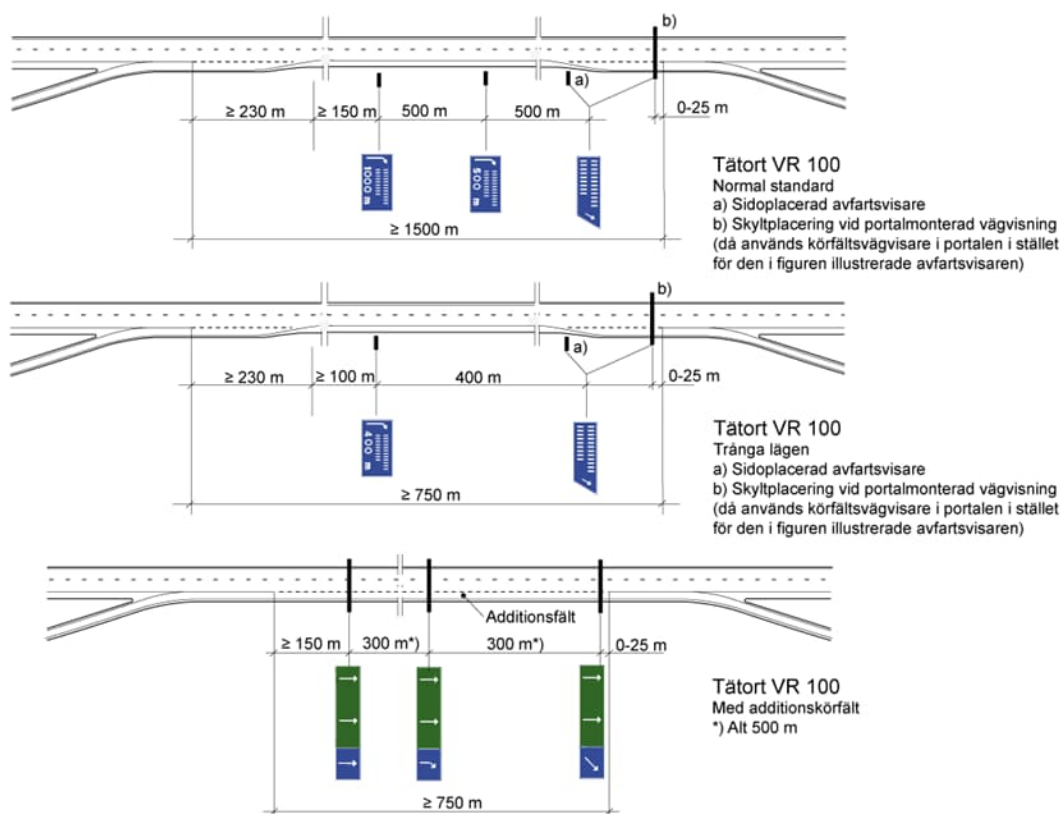 b)
a)
≥ 230 m
≥ 150 m
500 m
500 m
0-25 m
1000 m
500 m
≥ 1500 m
Tätort VR 100
Normal standard
a) Sidoplacerad avfartsvisare
b) Skyltplacering vid portalmonterad vägvisning
(då används körfältsvägvisare i portalen i stället
för den i figuren illustrerade avfartsvisaren)
b)
a)
≥ 230 m
≥ 100 m
400 m
0-25 m
400 m
≥ 750 m
Tätort VR 100
Trånga lägen
a) Sidoplacerad avfartsvisare
b) Skyltplacering vid portalmonterad vägvisning
(då används körfältsvägvisare i portalen i stället
för den i figuren illustrerade avfartsvisaren)
Additionsfält
≥ 150 m
300 m*)
300 m*)
0-25 m
≥ 750 m
Tätort VR 100
Med additionskörfält
*) Alt 500 m